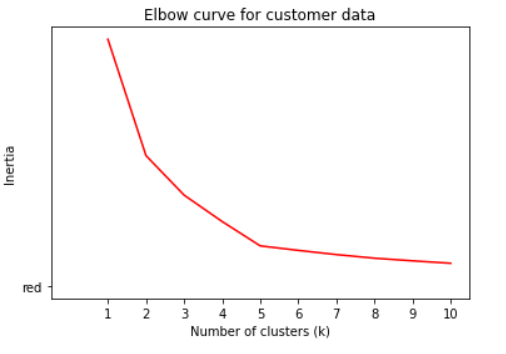 Elbow curve for customer data
Inertia
red
1 2 3 4 5 6 7 8 9 10
Number of clusters (k)